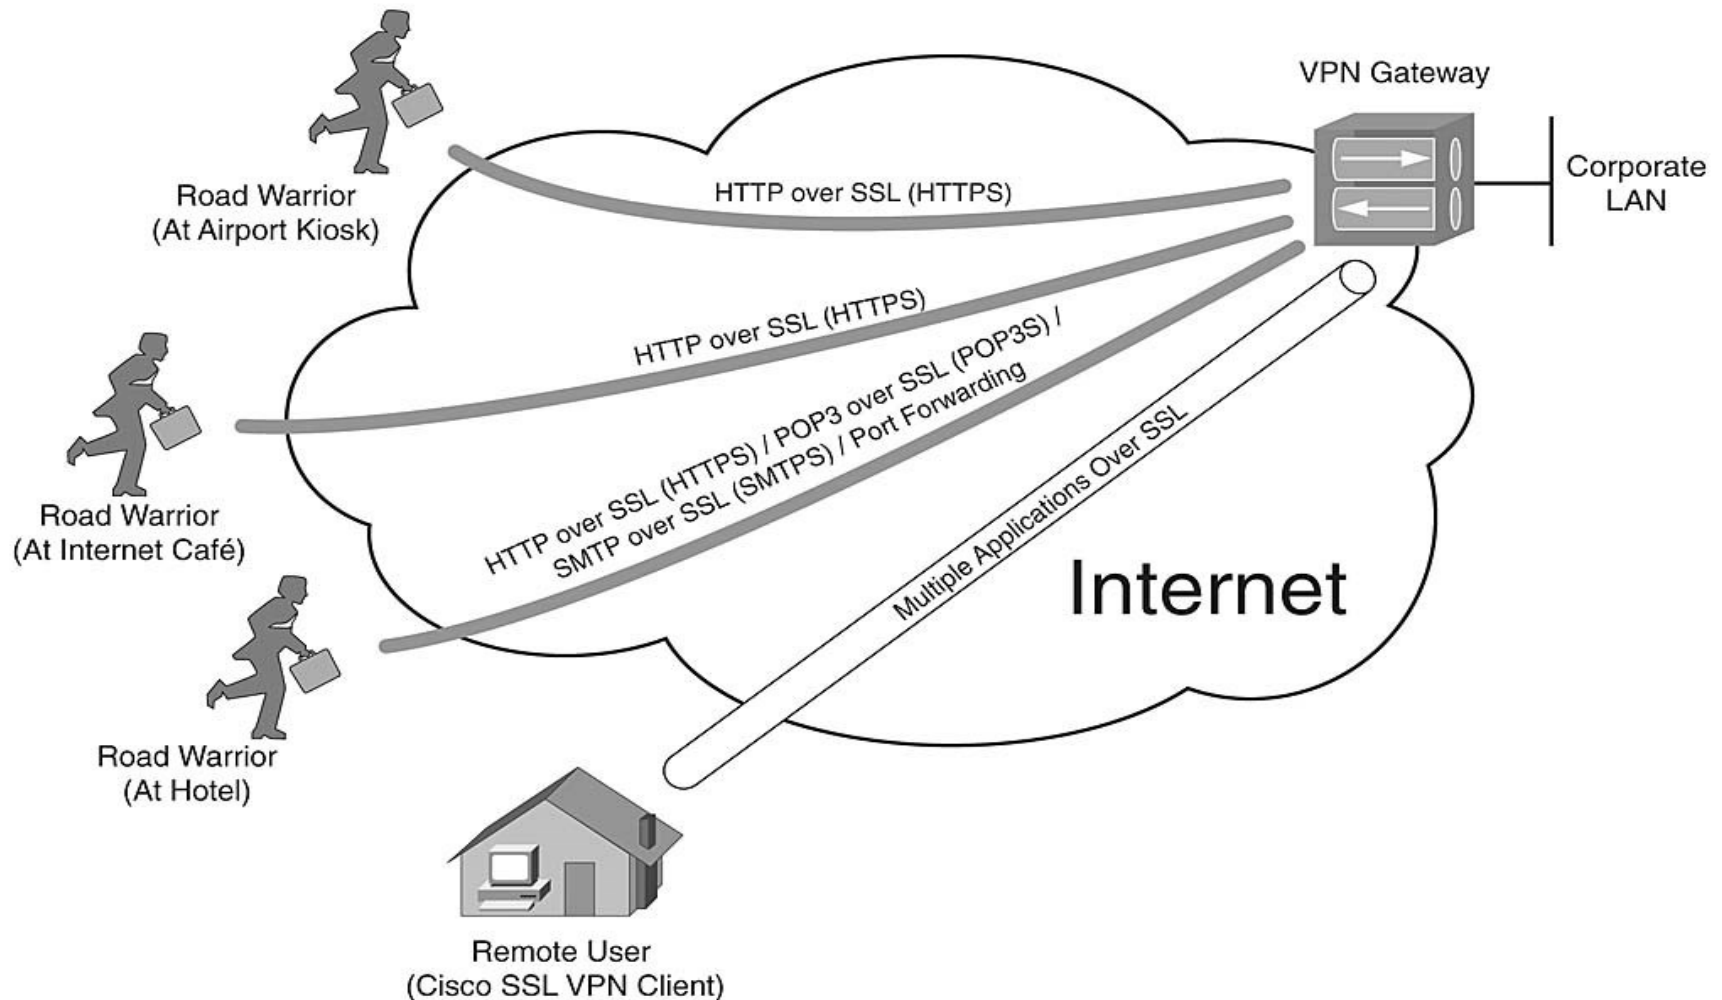 VPN Gateway
Corporate
LAN
HTTP over SSL (HTTPS)
Road Warrior
(At Airport Kiosk)
HTTP over SSL (HTTPS)
HTTP over SSL (HTTPS) / POP3 over SSL (POP3S) /
SMTP over SSL (SMTPS) / Port Forwarding
Multiple Applications Over SSL
Road Warrior
(At Internet Café)
Internet
Road Warrior
(At Hotel)
Remote User
(Cisco SSL VPN Client)